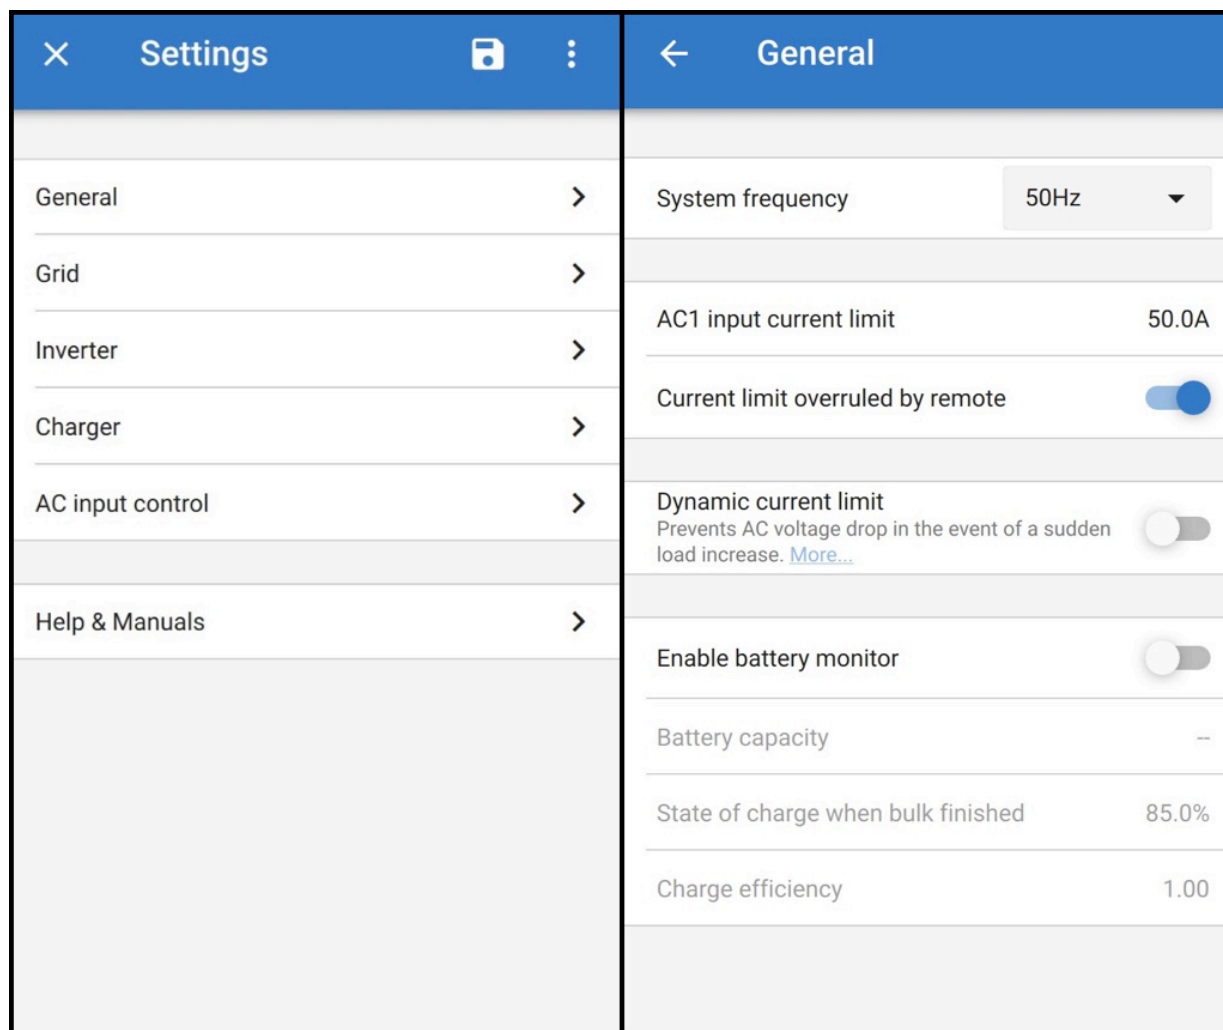 Settings
General
Grid
Inverter
Charger
AC input control
Help & Manuals
General
System frequency 50Hz
AC1 input current limit 50.0A
Current limit overruled by remote
Dynamic current limit
Prevents AC voltage drop in the event of a sudden
load increase. More...
Enable battery monitor
Battery capacity --
State of charge when bulk finished 85.0%
Charge efficiency 1.00